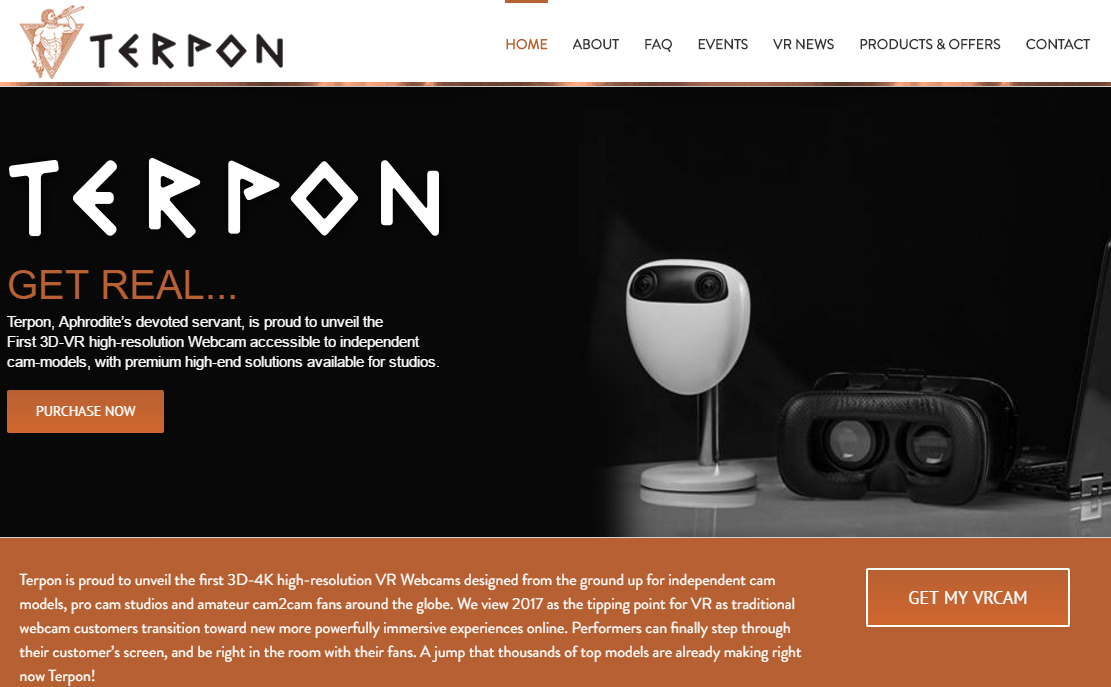 TERPON
HOME ABOUT FAQ EVENTS VR NEWS PRODUCTS & OFFERS CONTACT
TERPON
GET REAL...
Terpon, Aphrodite's devoted servant, is proud to unveil the
First 3D-VR high-resolution Webcam accessible to independent
cam-models, with premium high-end solutions available for studios.
PURCHASE NOW
Terpon is proud to unveil the first 3D-4K high-resolution VR Webcams designed from the ground up for independent cam
models, pro cam studios and amateur cam2cam fans around the globe. We view 2017 as the tipping point for VR as traditional
webcam customers transition toward new more powerfully immersive experiences online. Performers can finally step through
their customer's screen, and be right in the room with their fans. A jump that thousands of top models are already making right
now Terpon!
GET MY VRCAM